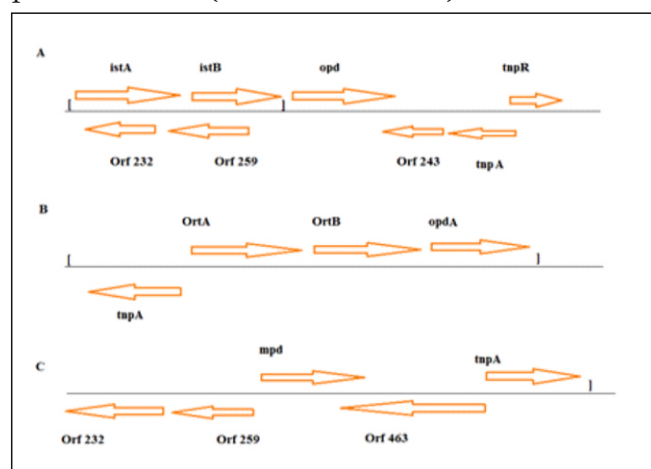 A
istA istB opd tnpR
[ ]
Orf 232 Orf 259 Orf 243 tnpA
B
OrtA OrtB opdA
[ ]
tnpA
C
mpd tnpA
]
Orf 232 Orf 259 Orf 463